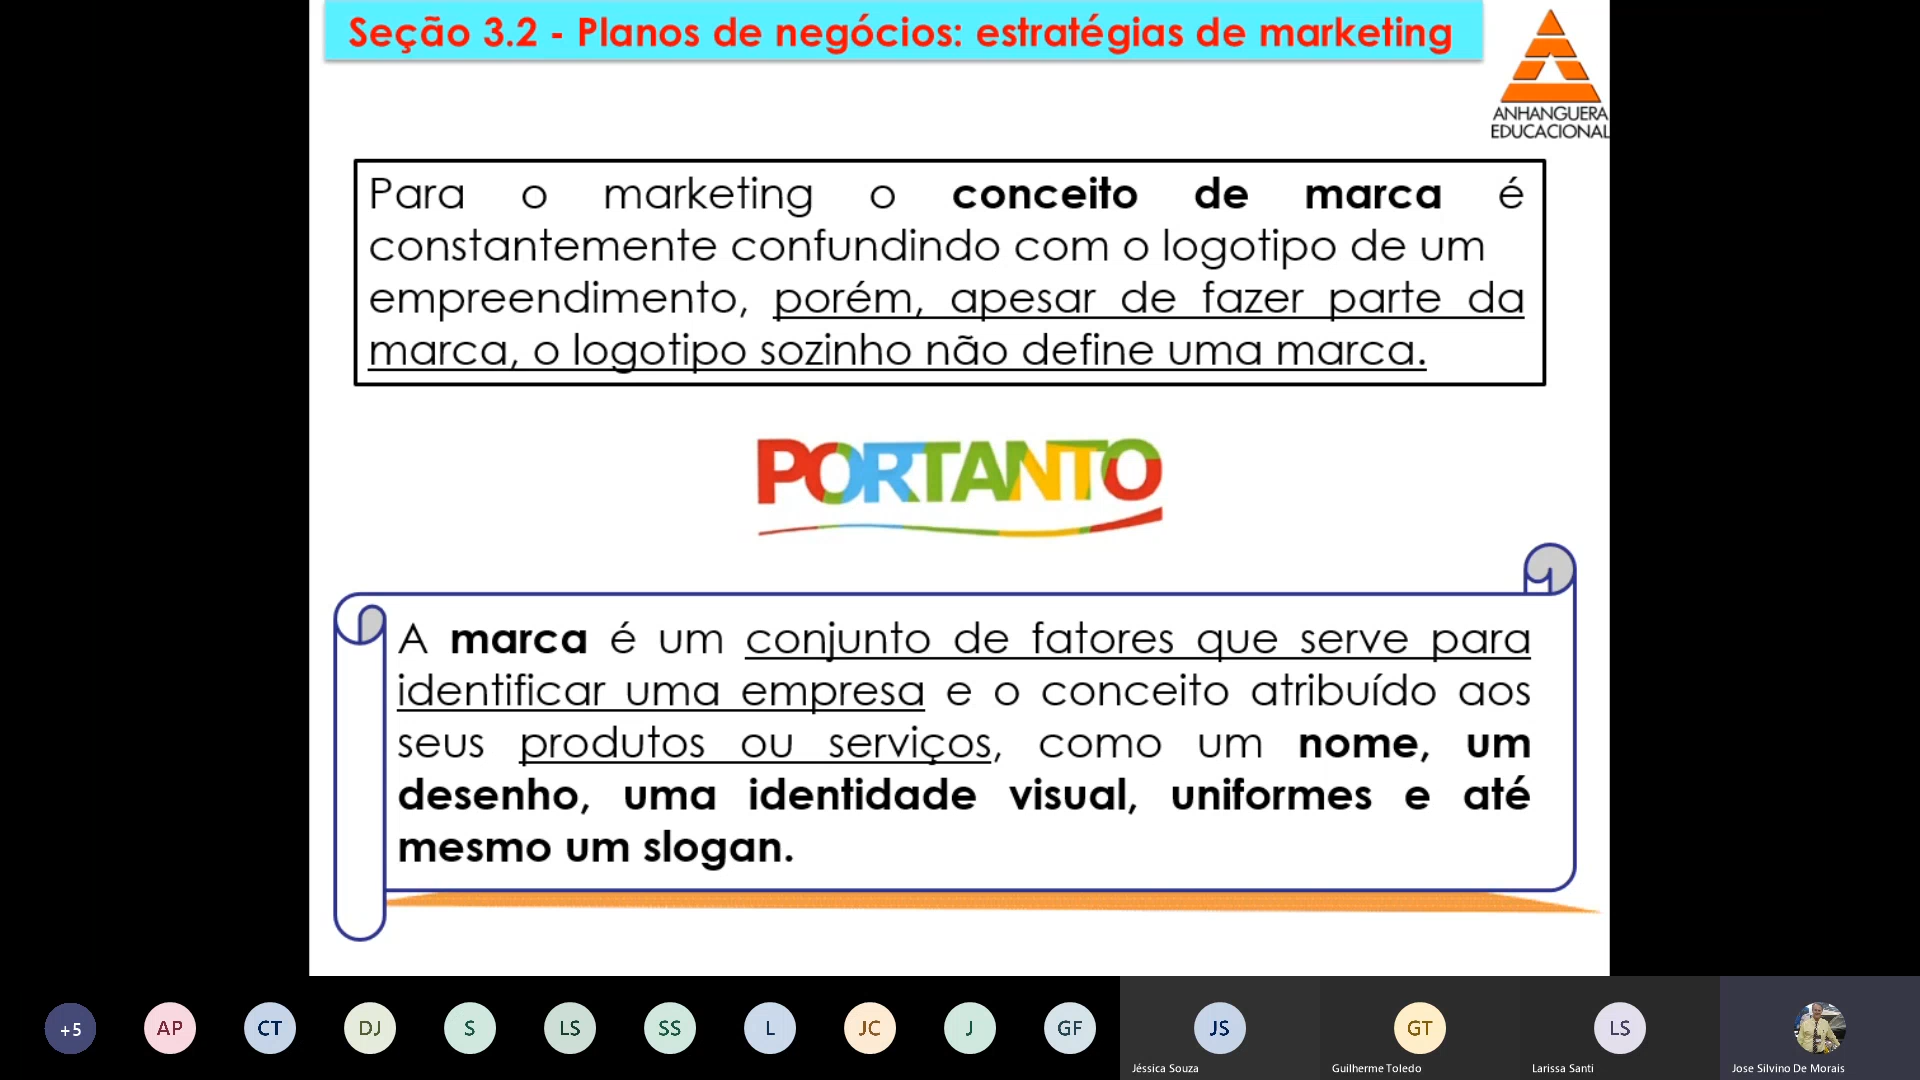 Seção 3.2 - Planos de negócios: estratégias de marketing
ANHANGUERA
EDUCACIONAL
Para o marketing o conceito de marca é
constantemente confundindo com o logotipo de um
empreendimento, porém, apesar de fazer parte da
marca, o logotipo sozinho não define uma marca.
PORTANTO
A marca é um conjunto de fatores que serve para
identificar uma empresa e o conceito atribuído aos
seus produtos ou serviços, como um nome, um
desenho, uma identidade visual, uniformes e até
mesmo um slogan.
+5 AP CT DJ S LS SS L JC J GF JS GT LS
Jéssica Souza Guilherme Toledo Larissa Santi Jose Silvino De Morais